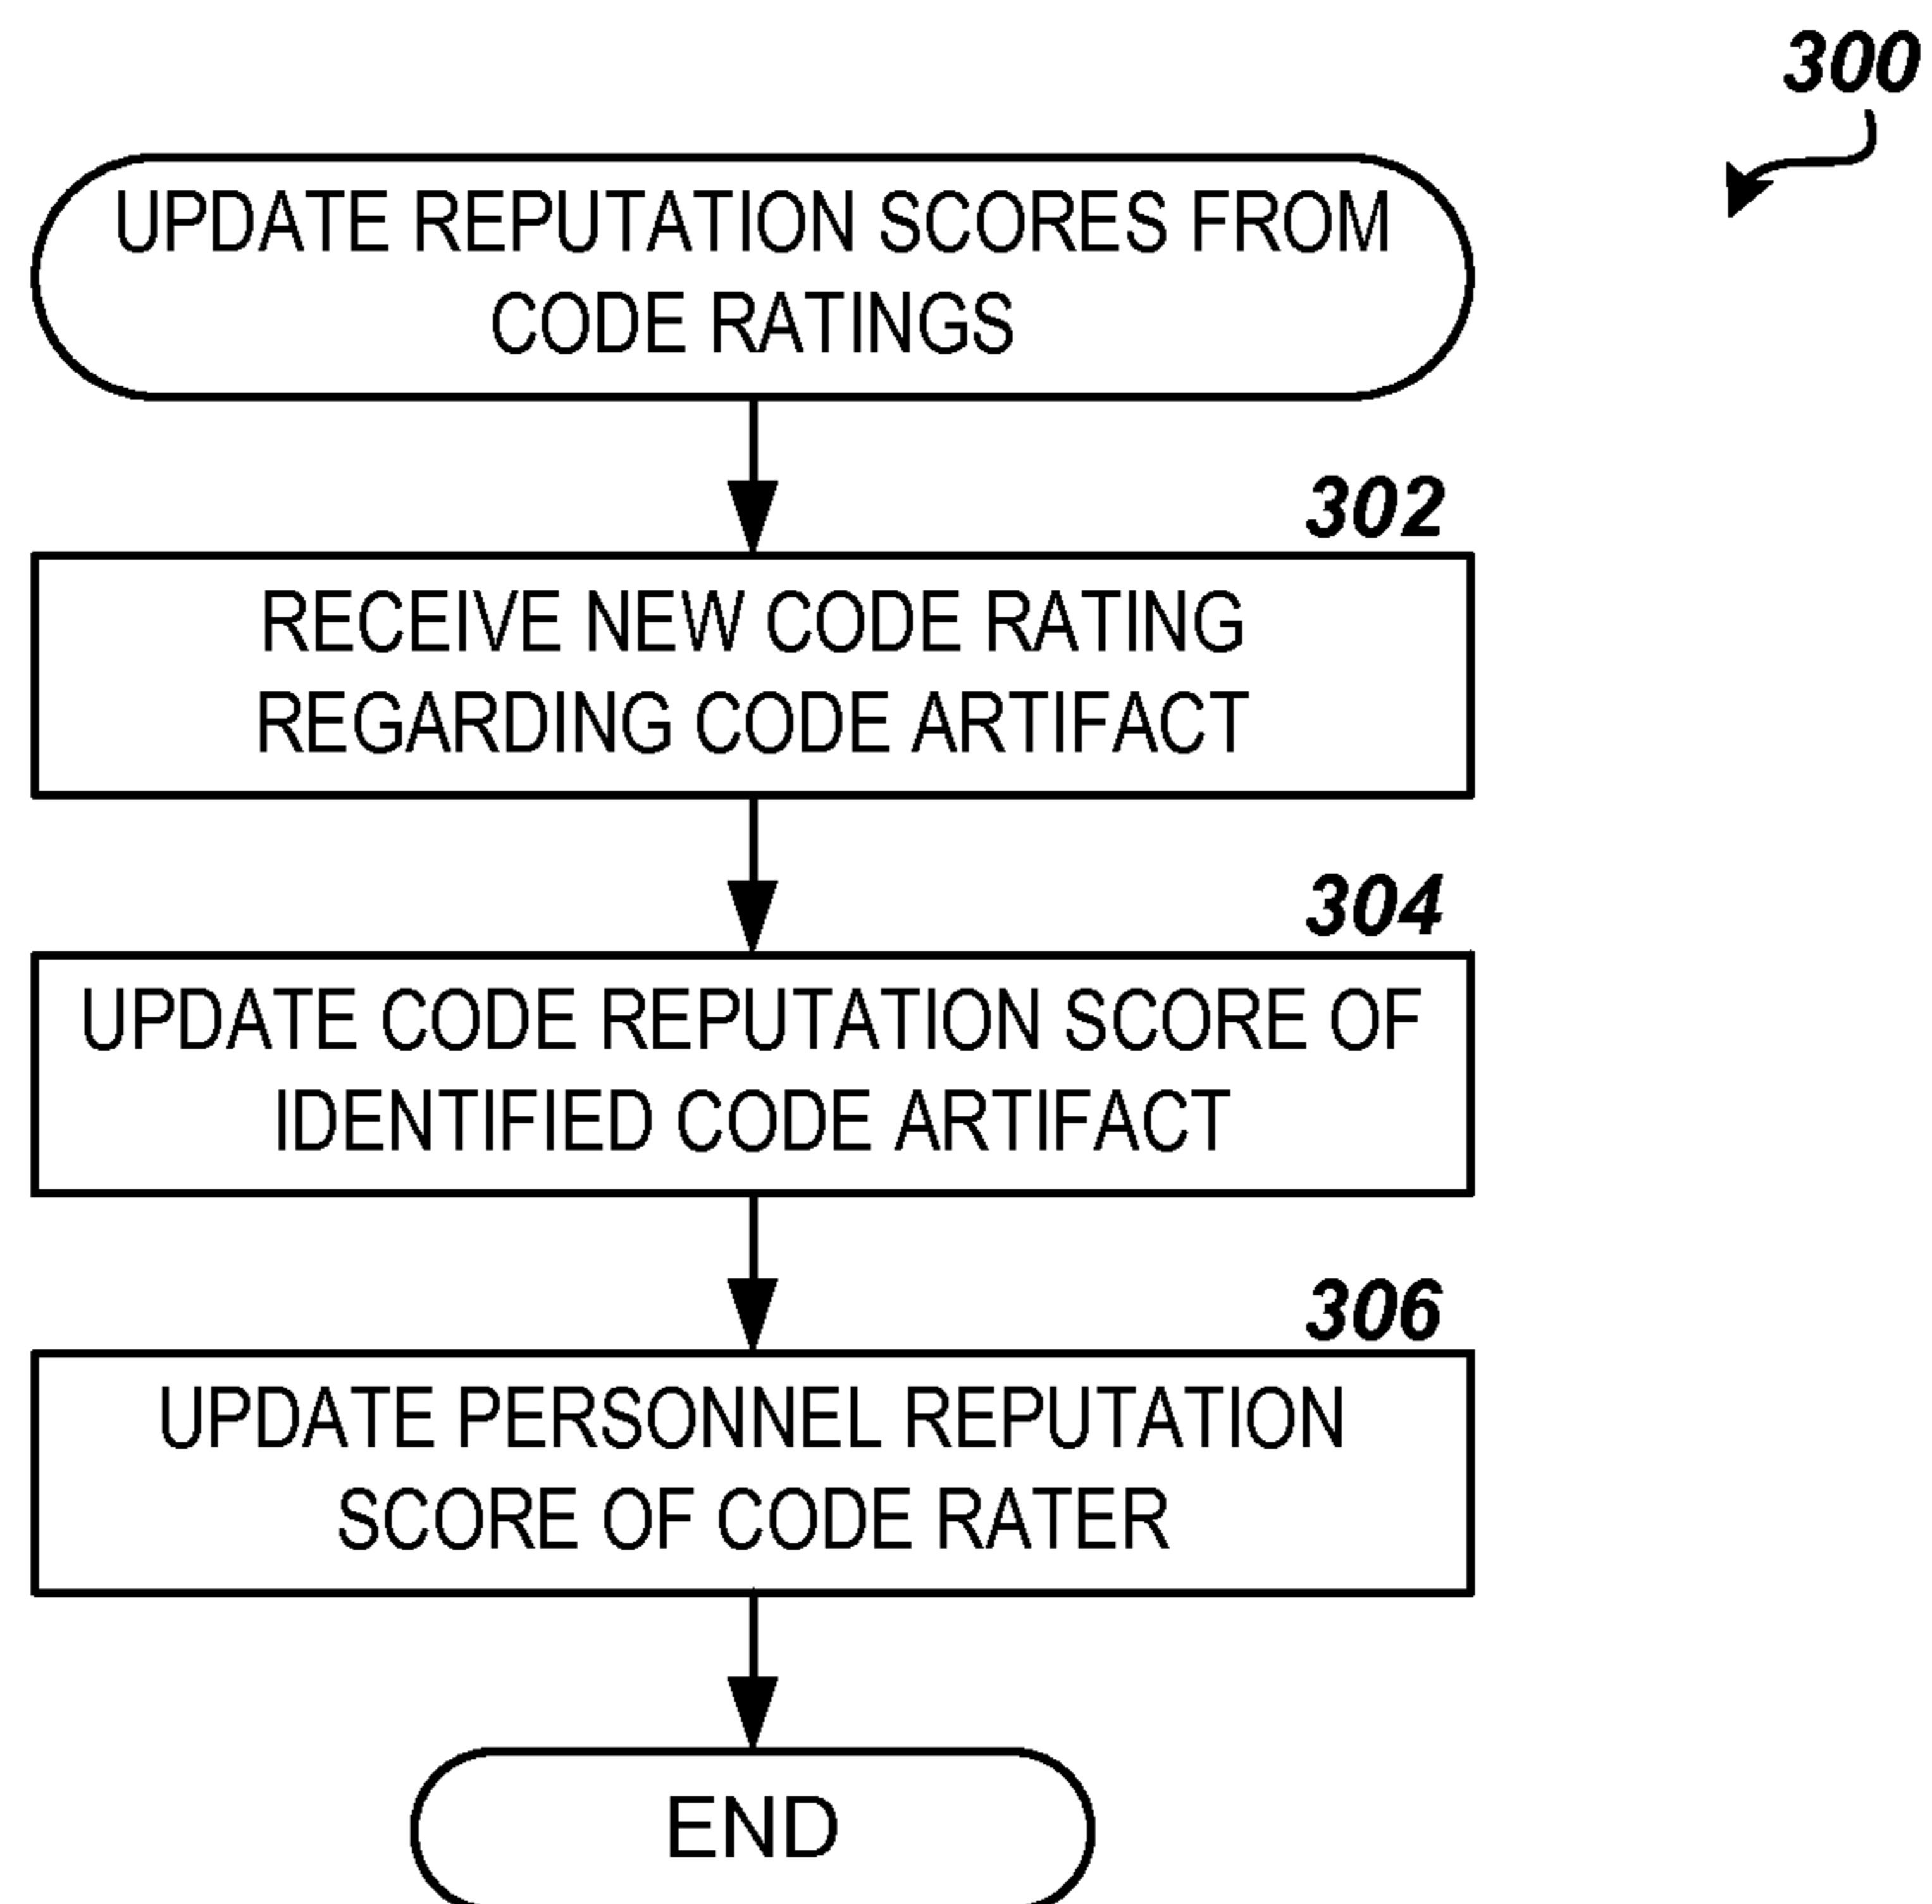 300
UPDATE REPUTATION SCORES FROM
CODE RATINGS
302
RECEIVE NEW CODE RATING
REGARDING CODE ARTIFACT
304
UPDATE CODE REPUTATION SCORE OF
IDENTIFIED CODE ARTIFACT
306
UPDATE PERSONNEL REPUTATION
SCORE OF CODE RATER
END